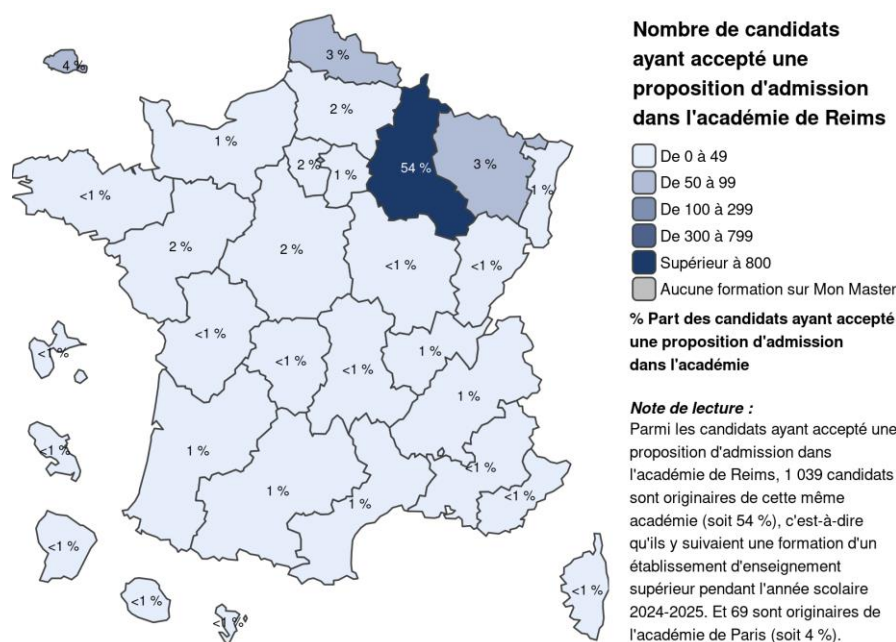 Nombre de candidats
ayant accepté une
proposition d'admission
dans l'académie de Reims
De 0 à 49
De 50 à 99
De 100 à 299
De 300 à 799
Supérieur à 800
Aucune formation sur Mon Master
% Part des candidats ayant accepté
une proposition d'admission
dans l'académie
Note de lecture :
Parmi les candidats ayant accepté une
proposition d'admission dans
l'académie de Reims, 1 039 candidats
sont originaires de cette même
académie (soit 54 %), c'est-à-dire
qu'ils y suivaient une formation d'un
établissement d'enseignement
supérieur pendant l'année scolaire
2024-2025. Et 69 sont originaires de
l'académie de Paris (soit 4 %).
3 %
4 %
2 %
1 %
2 %
1 %
54 %
3 %
1 %
<1 %
2 %
2 %
<1 %
<1 %
<1 %
<1 %
<1 %
<1 %
1 %
1 %
<1 %
1 %
1 %
1 %
<1 %
<1 %
<1 %
<1 %
<1 %
<1 %